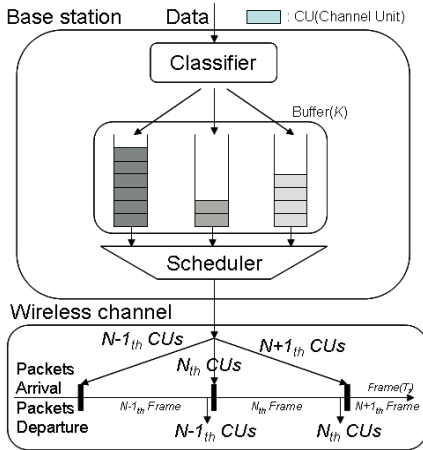 Base station
Data
: CU(Channel Unit)
Classifier
Buffer(K)
Scheduler
Wireless channel
N-1th CUs
Nth CUs
N+1th CUs
Packets
Arrival
Frame(Tf)
Packets
Departure
N-1th Frame
Nth Frame
N+1th Frame
N-1th CUs
Nth CUs